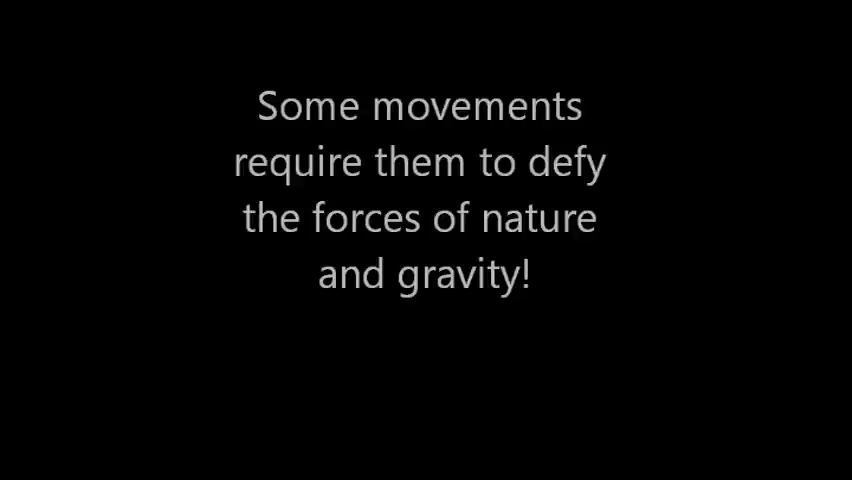 Some movements
require them to defy
the forces of nature
and gravity!